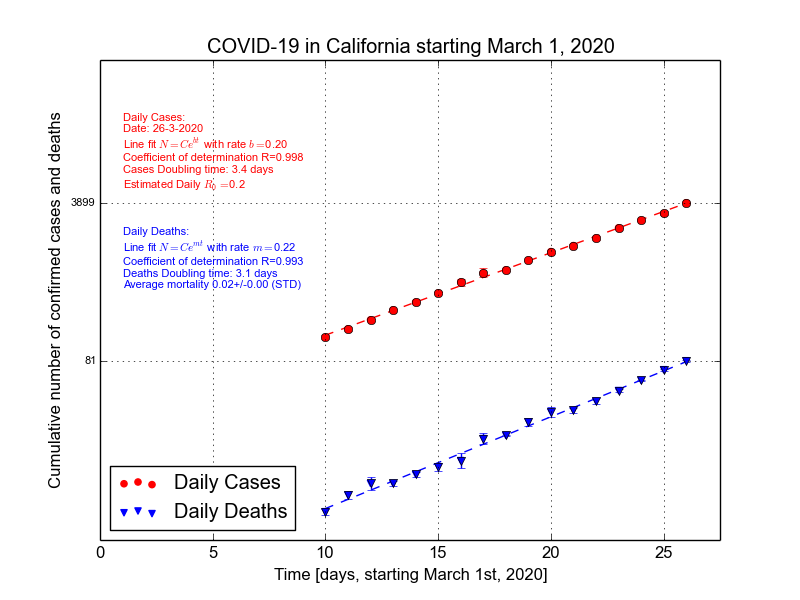 COVID-19 in California starting March 1, 2020
Cumulative number of confirmed cases and deaths
Daily Cases:
Date: 26-3-2020
Line fit N=Ce^{bt} with rate b=0.20
Coefficient of determination R=0.998
Cases Doubling time: 3.4 days
Estimated Daily R_0=0.2
3899
Daily Deaths:
Line fit N=Ce^{mt} with rate m=0.22
Coefficient of determination R=0.993
Deaths Doubling time: 3.1 days
Average mortality 0.02+/-0.00 (STD)
81
Daily Cases
Daily Deaths
0 5 10 15 20 25
Time [days, starting March 1st, 2020]